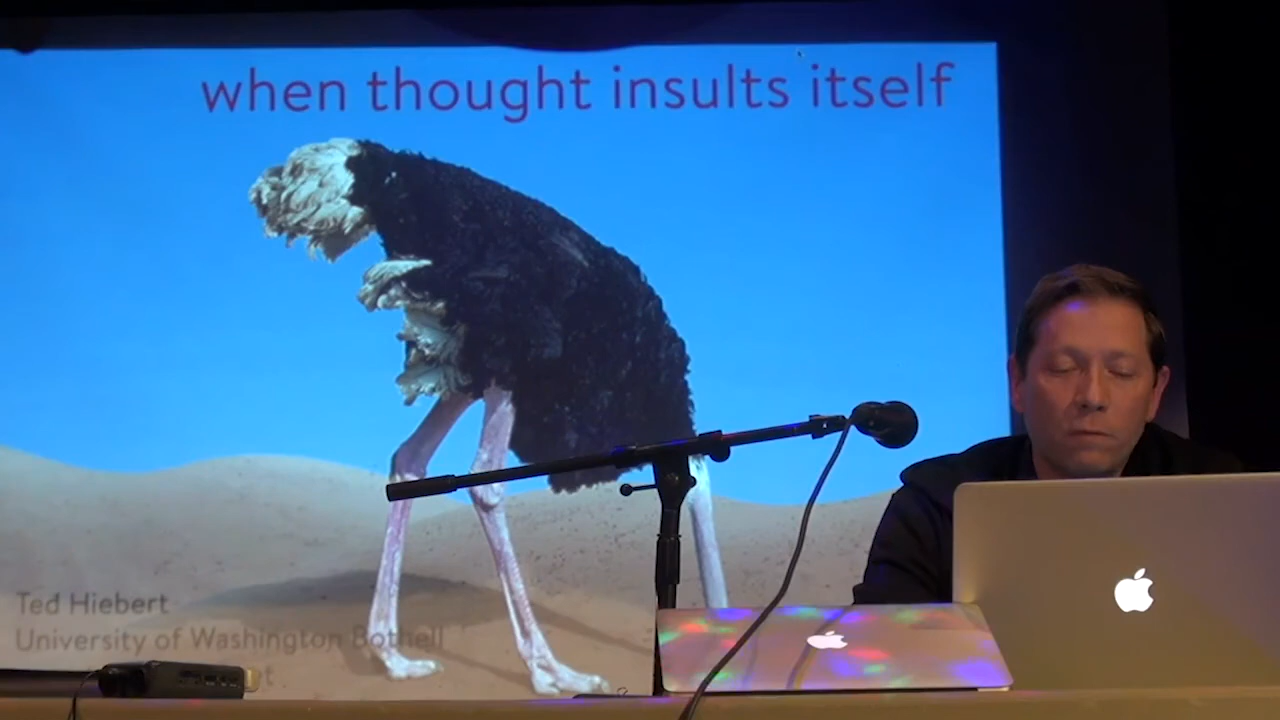 when thought insults itself
Ted Hiebert
University of Washington Bothell